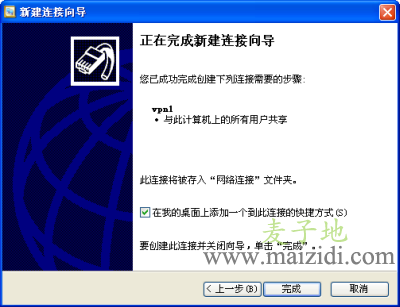 新建连接向导
正在完成新建连接向导
您已成功完成创建下列连接需要的步骤:
vpn1
• 与此计算机上的所有用户共享
此连接将被存入“网络连接”文件夹。
在我的桌面上添加一个到此连接的快捷方式(S)
麦子地
要创建此连接并关闭向导，单击“完成”。
www.maizidi.com
< 上一步(B)
完成
取消